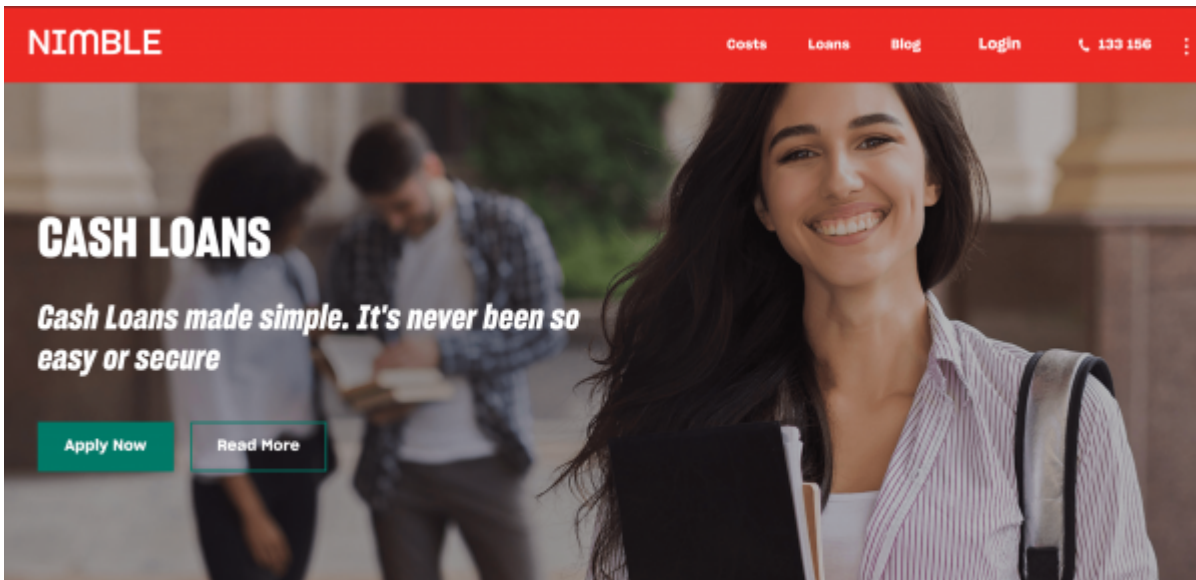 NIMBLE
Costs
Loans
Blog
Login
133 156
CASH LOANS
Cash Loans made simple. It's never been so
easy or secure
Apply Now
Read More